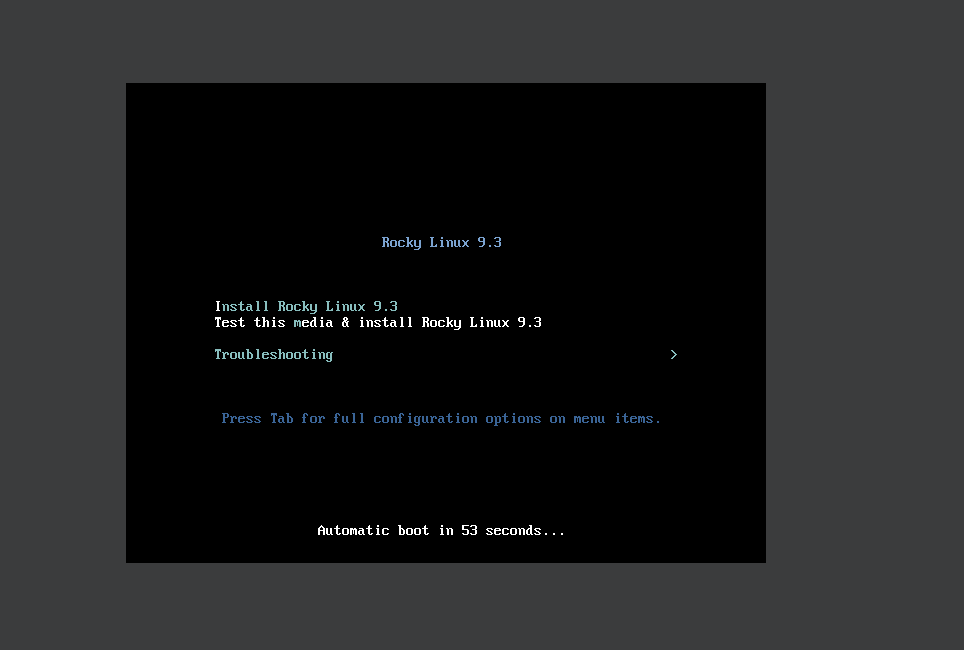 Rocky Linux 9.3
Install Rocky Linux 9.3
Test this media & install Rocky Linux 9.3
Troubleshooting >
Press Tab for full configuration options on menu items.
Automatic boot in 53 seconds...